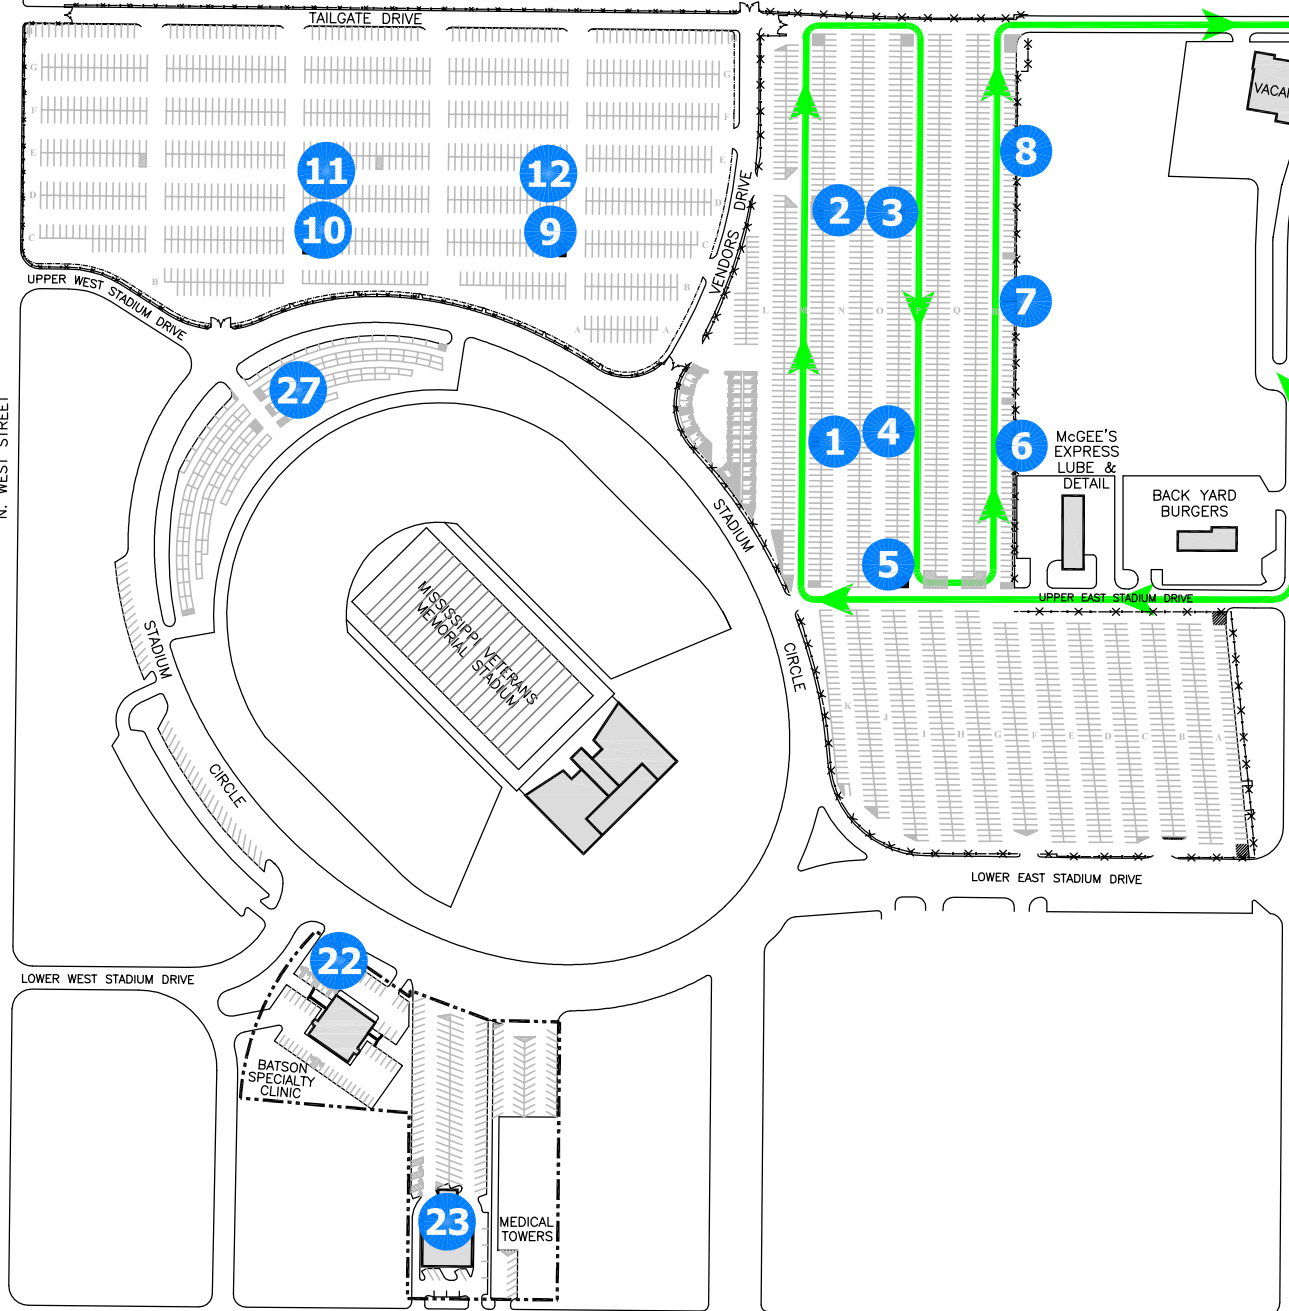 TAILGATE DRIVE
VENDORS DRIVE
UPPER WEST STADIUM DRIVE
N. WEST STREET
G
G
F
F
E
E
D
D
C
C
B
B
A
A
11
12
10
9
2
3
8
7
L
N
O
P
Q
27
1
4
6
5
McGEE'S
EXPRESS
LUBE &
DETAIL
BACK YARD
BURGERS
UPPER EAST STADIUM DRIVE
STADIUM
CIRCLE
MISSISSIPPI VETERANS
MEMORIAL STADIUM
STADIUM
CIRCLE
K
J
I
H
G
F
E
D
C
B
A
LOWER EAST STADIUM DRIVE
LOWER WEST STADIUM DRIVE
22
BATSON
SPECIALTY
CLINIC
23
MEDICAL
TOWERS